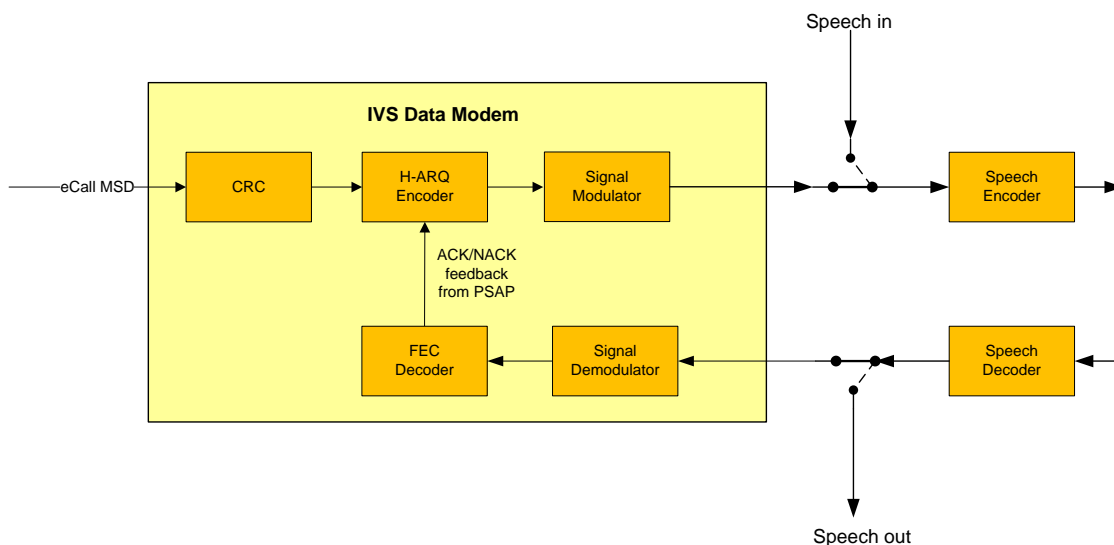 Speech in
IVS Data Modem
eCall MSD
CRC
H-ARQ
Encoder
Signal
Modulator
Speech
Encoder
ACK/NACK
feedback
from PSAP
FEC
Decoder
Signal
Demodulator
Speech
Decoder
Speech out